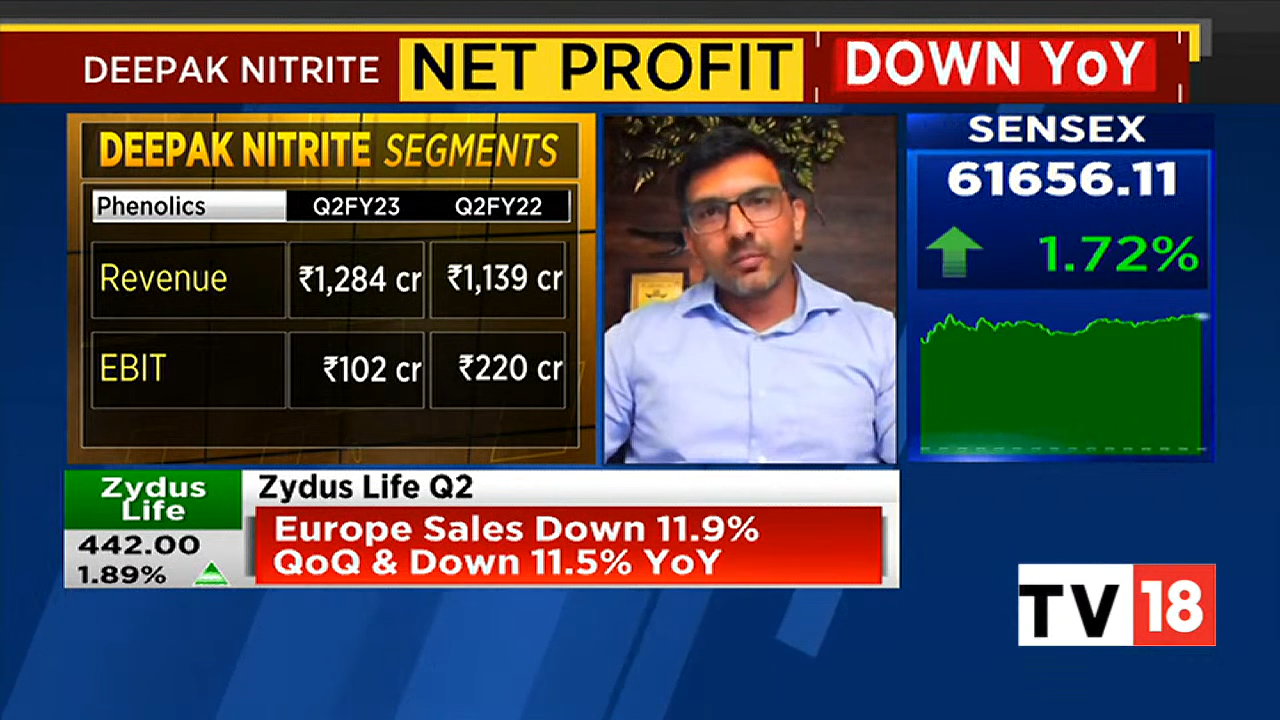 DEEPAK NITRITE NET PROFIT DOWN YoY
DEEPAK NITRITE SEGMENTS
Phenolics Q2FY23 Q2FY22
Revenue ₹1,284 cr ₹1,139 cr
EBIT ₹102 cr ₹220 cr
SENSEX
61656.11
1.72%
Zydus
Life
442.00
1.89%
Zydus Life Q2
Europe Sales Down 11.9%
QoQ & Down 11.5% YoY
TV18